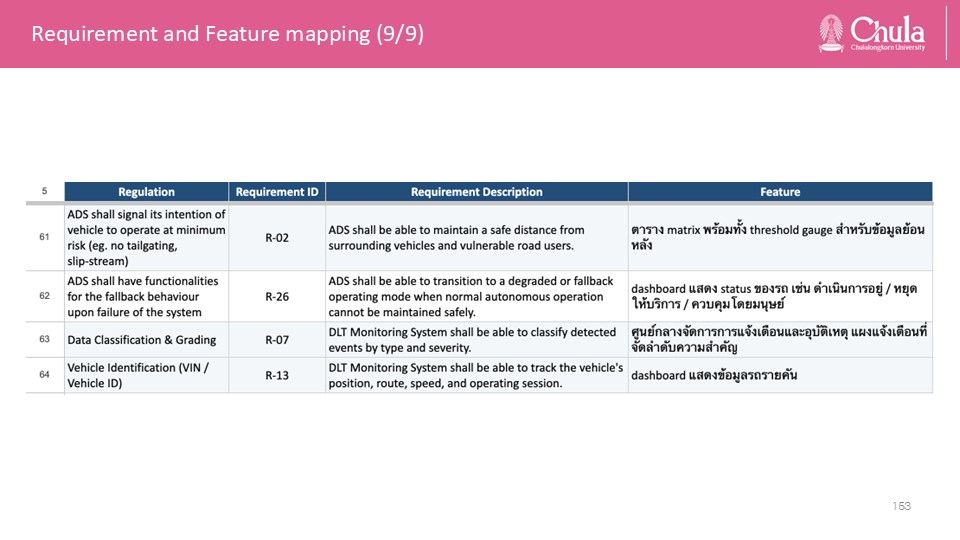 Requirement and Feature mapping (9/9)
Chula
Chulalongkorn University
5 Regulation Requirement ID Requirement Description Feature
61
ADS shall signal its intention of
vehicle to operate at minimum
risk (eg. no tailgating,
slip-stream)
R-02
ADS shall be able to maintain a safe distance from
surrounding vehicles and vulnerable road users.
ตาราง matrix พร้อมทั้ง threshold gauge สำหรับข้อมูลย้อน
หลัง
62
ADS shall have functionalities
for the fallback behaviour
upon failure of the system
R-26
ADS shall be able to transition to a degraded or fallback
operating mode when normal autonomous operation
cannot be maintained safely.
dashboard แสดง status ของรถ เช่น ดำเนินการอยู่ / หยุด
ให้บริการ / ควบคุมโดยมนุษย์
63
Data Classification & Grading
R-07
DLT Monitoring System shall be able to classify detected
events by type and severity.
ศูนย์กลางจัดการการแจ้งเตือนและอุบัติเหตุ แผงแจ้งเตือนที่
จัดลำดับความสำคัญ
64
Vehicle Identification (VIN /
Vehicle ID)
R-13
DLT Monitoring System shall be able to track the vehicle's
position, route, speed, and operating session.
dashboard แสดงข้อมูลรถรายคัน
153